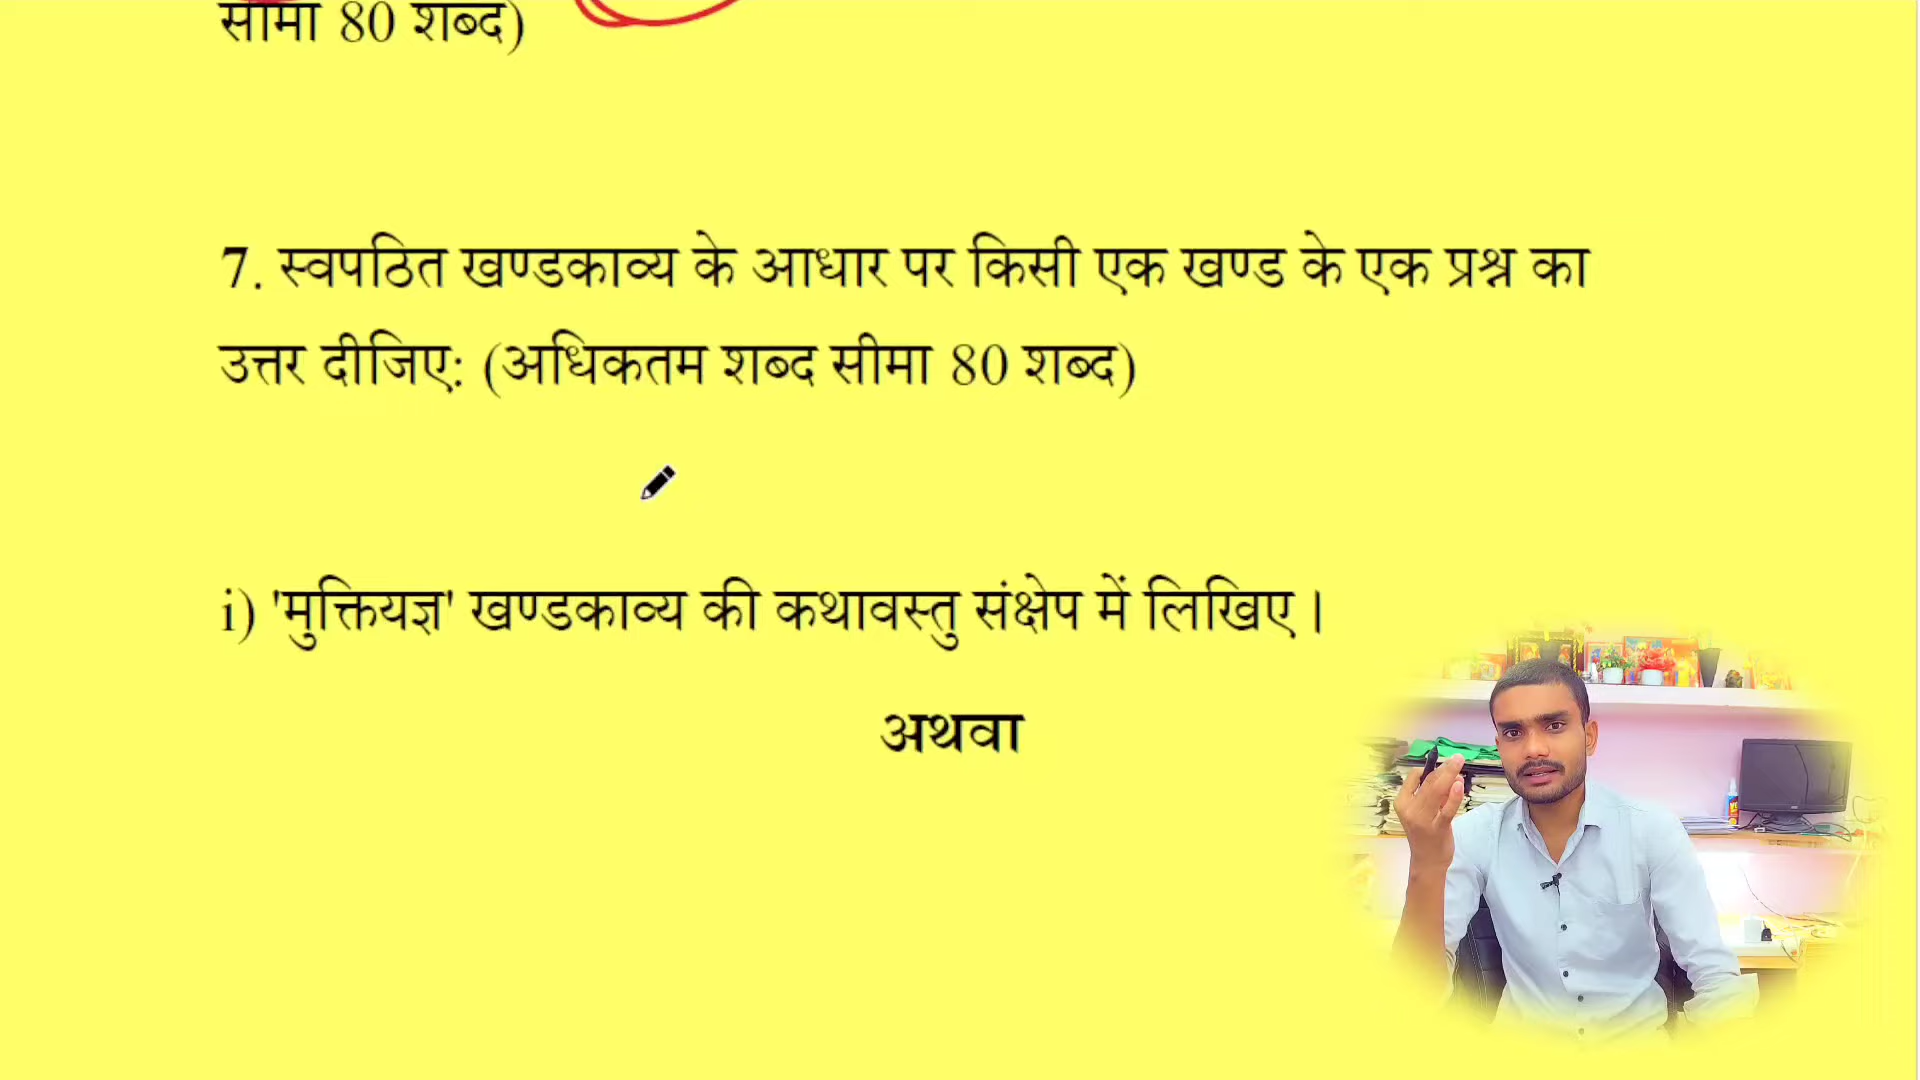 सीमा 80 शब्द)
7. स्वपठित खण्डकाव्य के आधार पर किसी एक खण्ड के एक प्रश्न का
उत्तर दीजिए: (अधिकतम शब्द सीमा 80 शब्द)
i) 'मुक्तियज्ञ' खण्डकाव्य की कथावस्तु संक्षेप में लिखिए।
अथवा